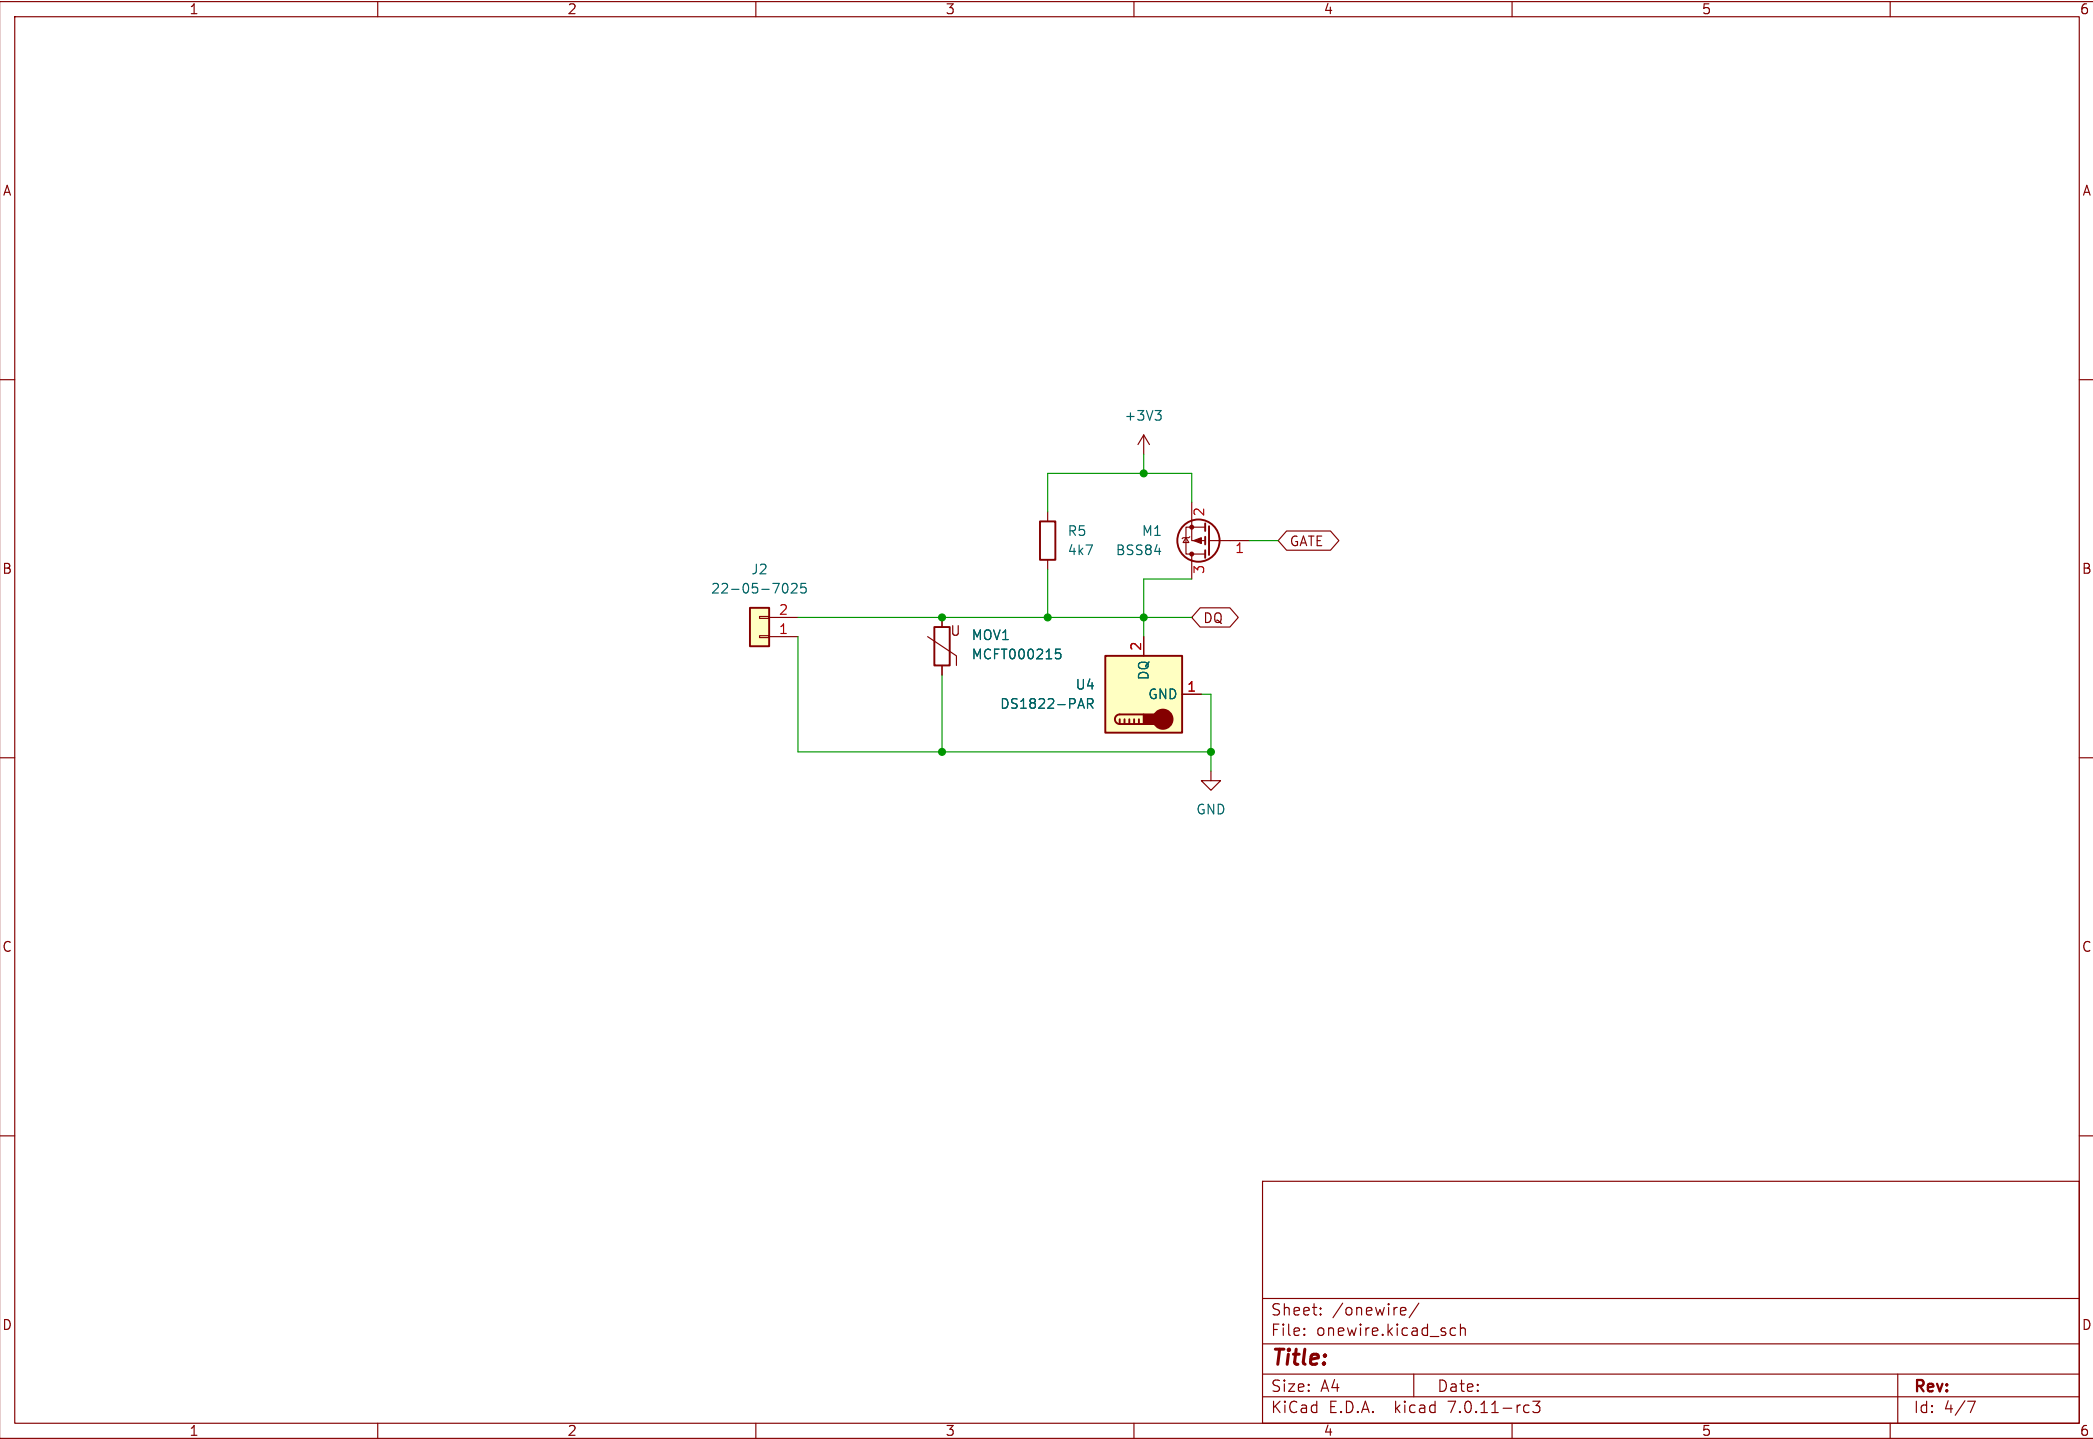 1 2 3 4 5 6
A A
+3V3
2
R5 M1
4k7 BSS84
1 GATE
3
B B
J2
22-05-7025
2
1
DQ
U
MOV1
MCFT000215
2
DQ
U4
DS1822-PAR
GND 1
GND
C C
D D
Sheet: /onewire/
File: onewire.kicad_sch
Title:
Size: A4 Date: Rev:
KiCad E.D.A. kicad 7.0.11-rc3 Id: 4/7
1 2 3 4 5 6